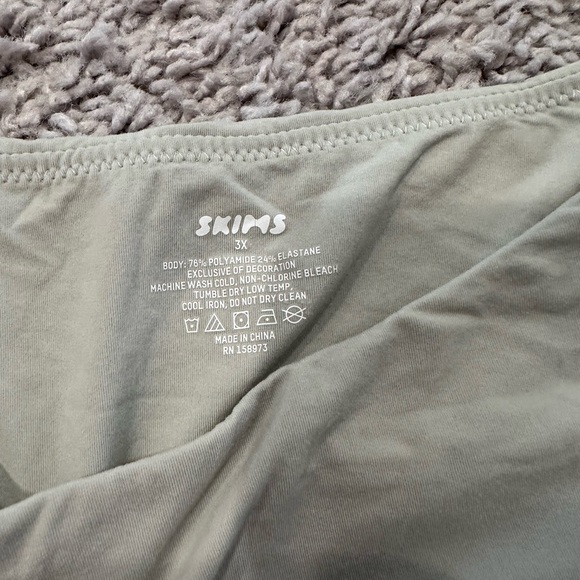 SKIMS
3X
BODY: 76% POLYAMIDE 24% ELASTANE
EXCLUSIVE OF DECORATION
MACHINE WASH COLD, NON-CHLORINE BLEACH
TUMBLE DRY LOW TEMP,
COOL IRON, DO NOT DRY CLEAN
MADE IN CHINA
RN 158973